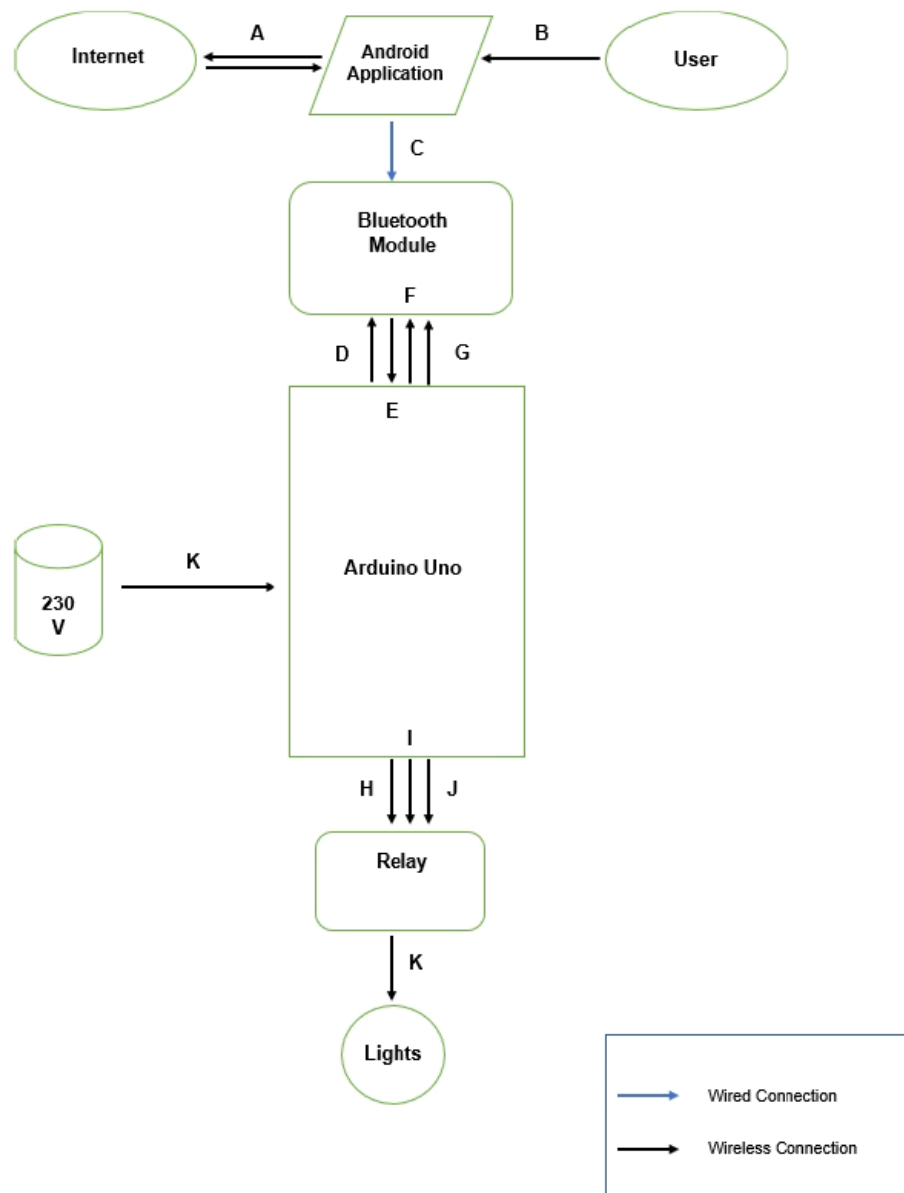 A
B
Internet
Android
Application
User
C
Bluetooth
Module
F
D
G
E
K
Arduino Uno
230
V
I
H
J
Relay
K
Lights
Wired Connection
Wireless Connection